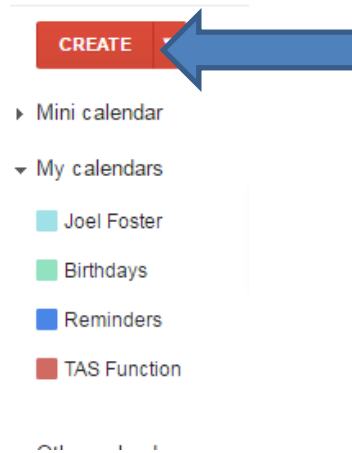 CREATE
Mini calendar
My calendars
Joel Foster
Birthdays
Reminders
TAS Function